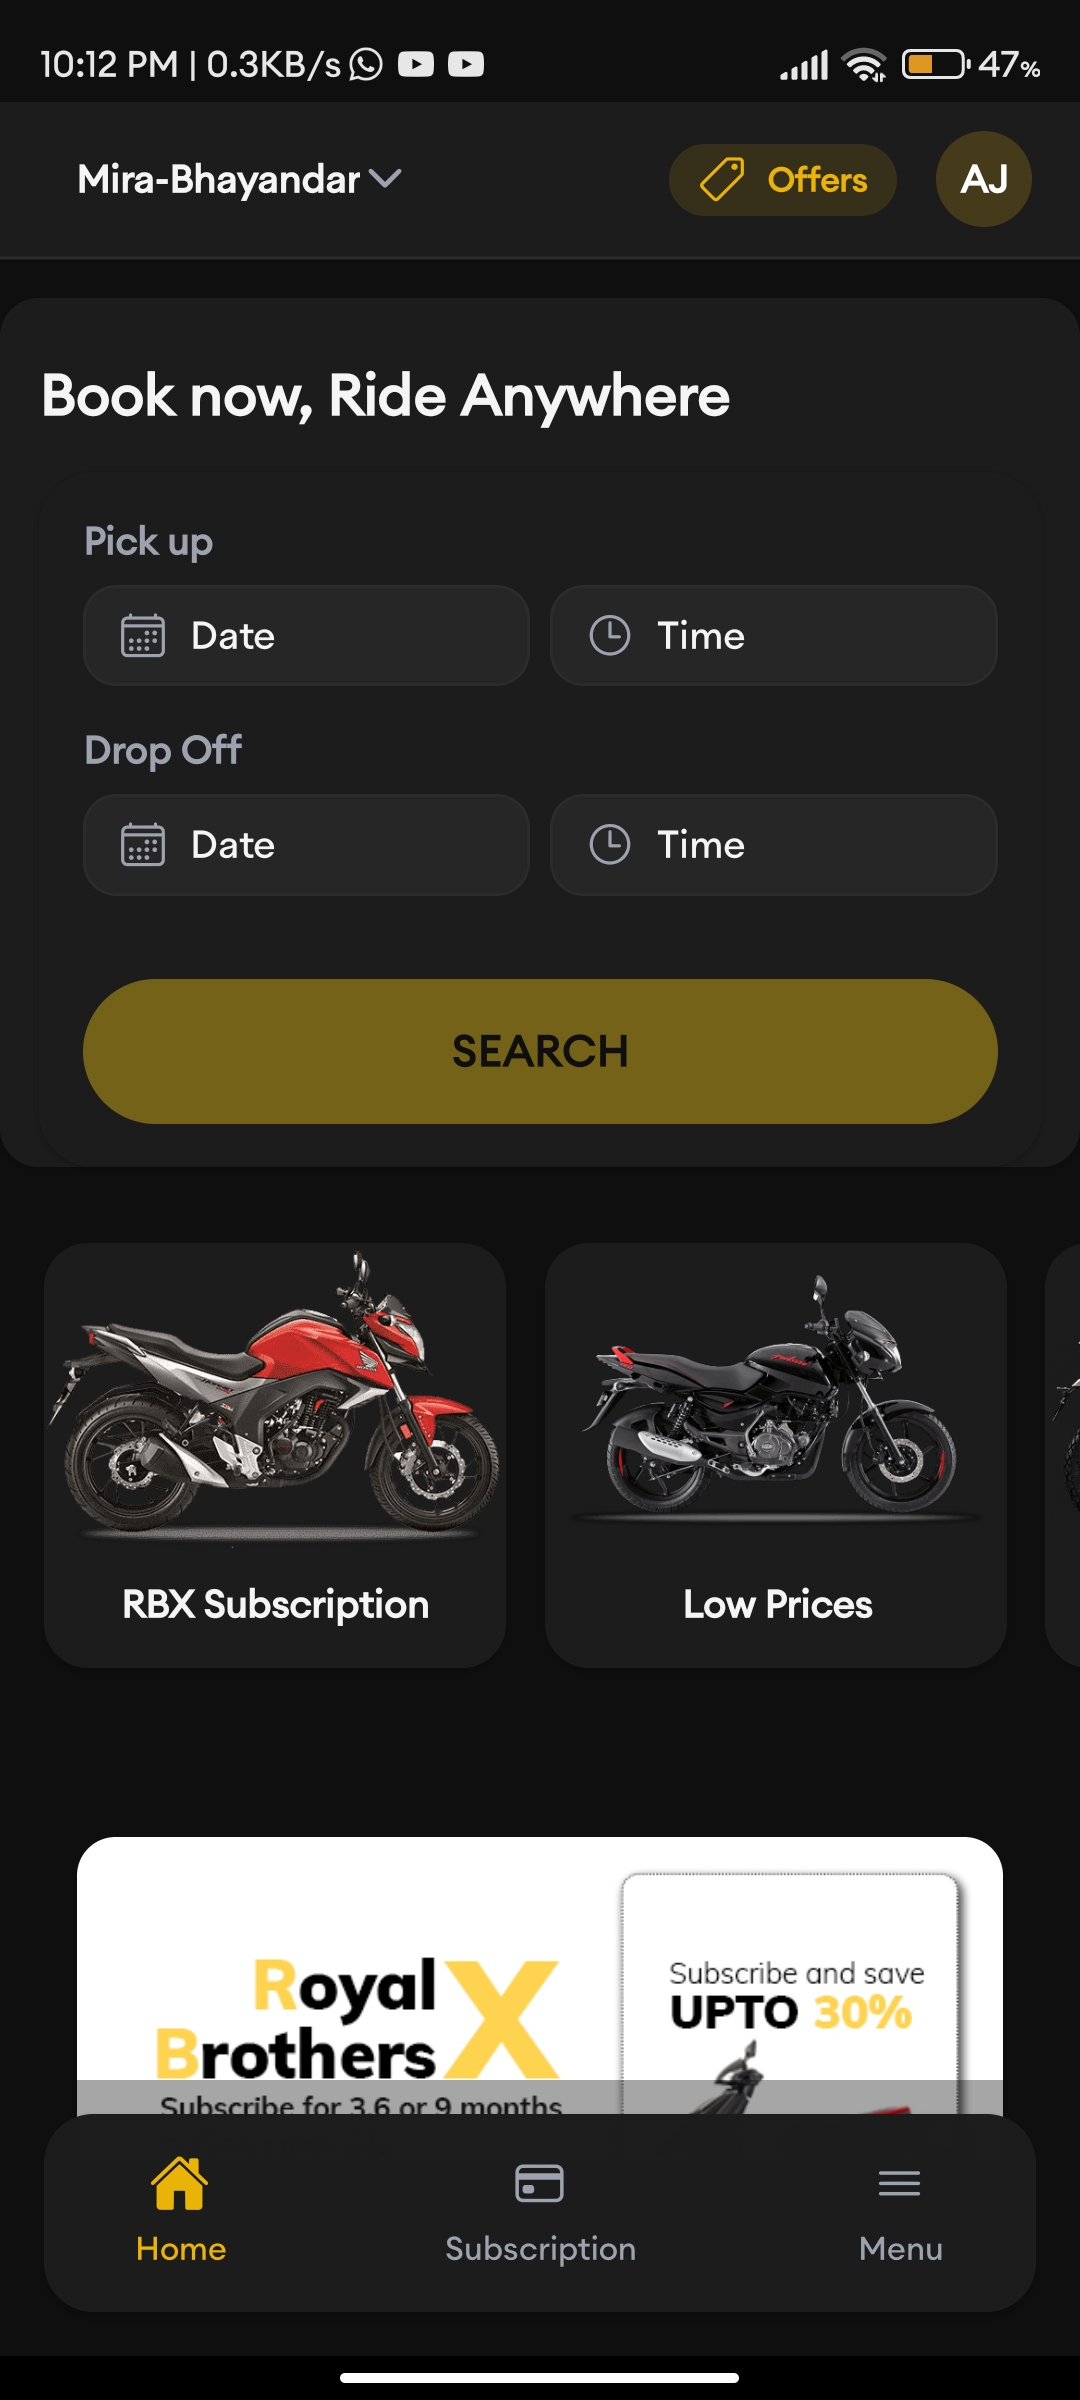 10:12 PM | 0.3KB/s 47%
Mira-Bhayandar Offers AJ
Book now, Ride Anywhere
Pick up
Date Time
Drop Off
Date Time
SEARCH
RBX Subscription Low Prices
Royal
Brothers X
Subscribe for 3,6 or 9 months
Subscribe and save
UPTO 30%
Home Subscription Menu